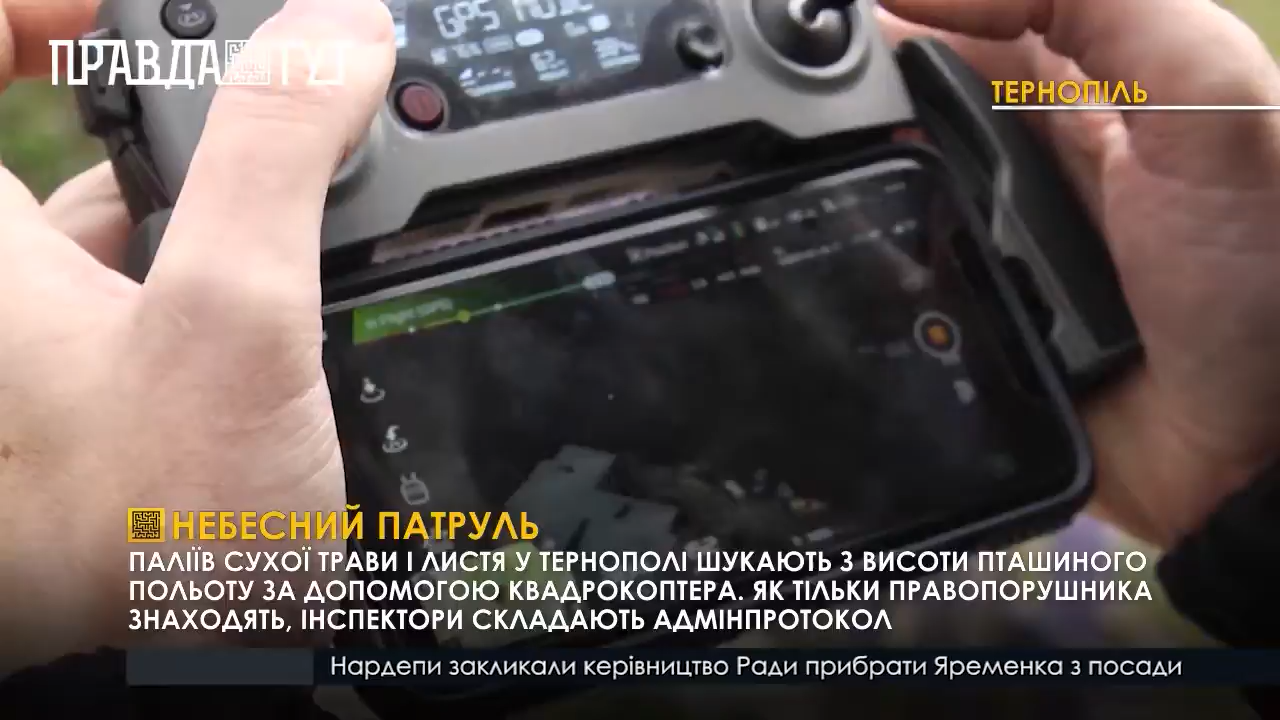 ПРАВДА ТУТ
GPS
ТЕРНОПІЛЬ
НЕБЕСНИЙ ПАТРУЛЬ
ПАЛІЇВ СУХОЇ ТРАВИ І ЛИСТЯ У ТЕРНОПОЛІ ШУКАЮТЬ З ВИСОТИ ПТАШИНОГО
ПОЛЬОТУ ЗА ДОПОМОГОЮ КВАДРОКОПТЕРА. ЯК ТІЛЬКИ ПРАВОПОРУШНИКА
ЗНАХОДЯТЬ, ІНСПЕКТОРИ СКЛАДАЮТЬ АДМІНПРОТОКОЛ
Нардепи закликали керівництво Ради прибрати Яременка з посади